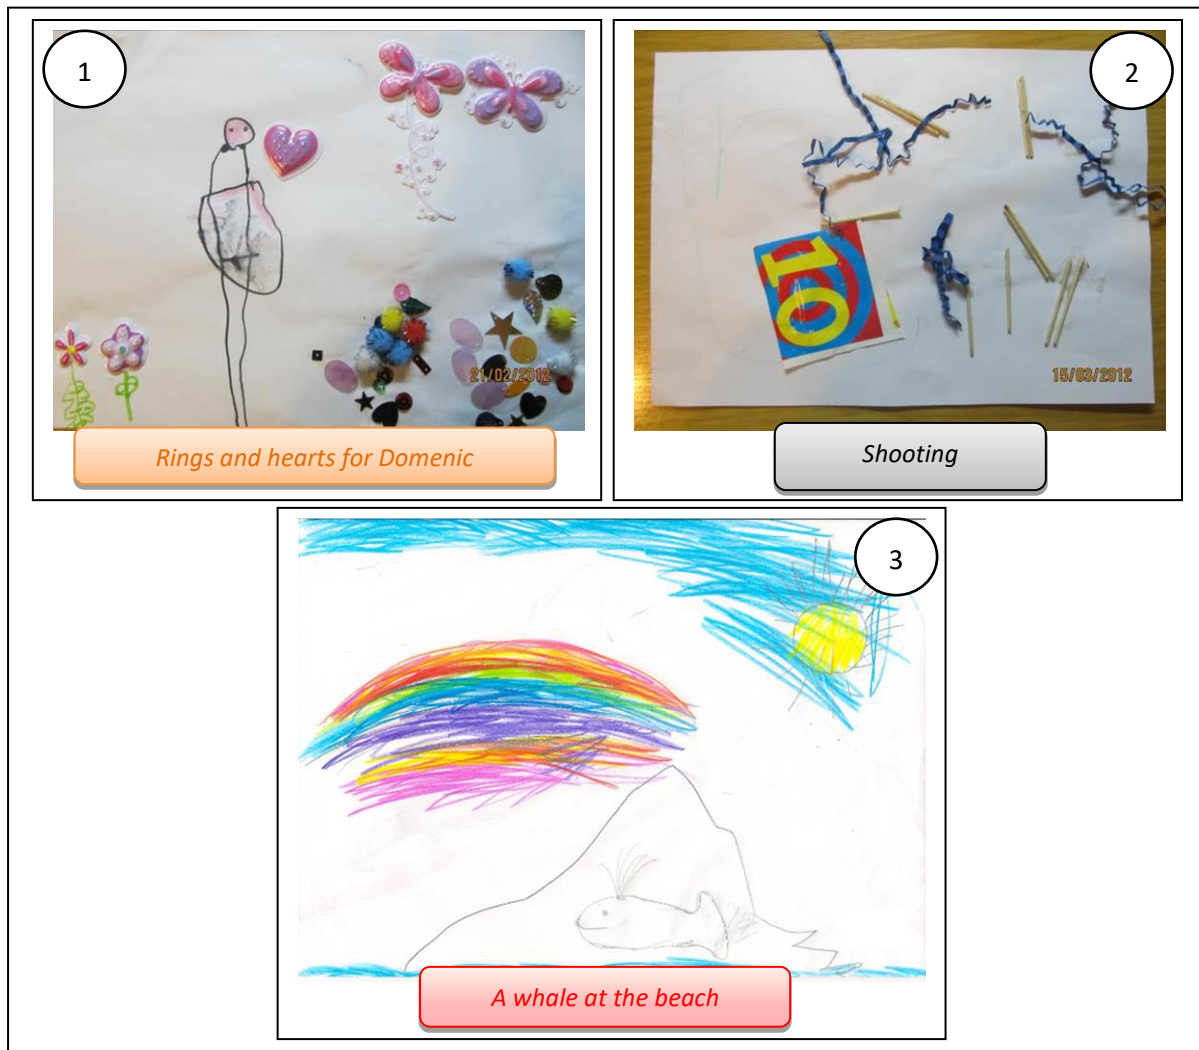 1
21/02/2012
Rings and hearts for Domenic
2
10
15/03/2012
Shooting
3
A whale at the beach